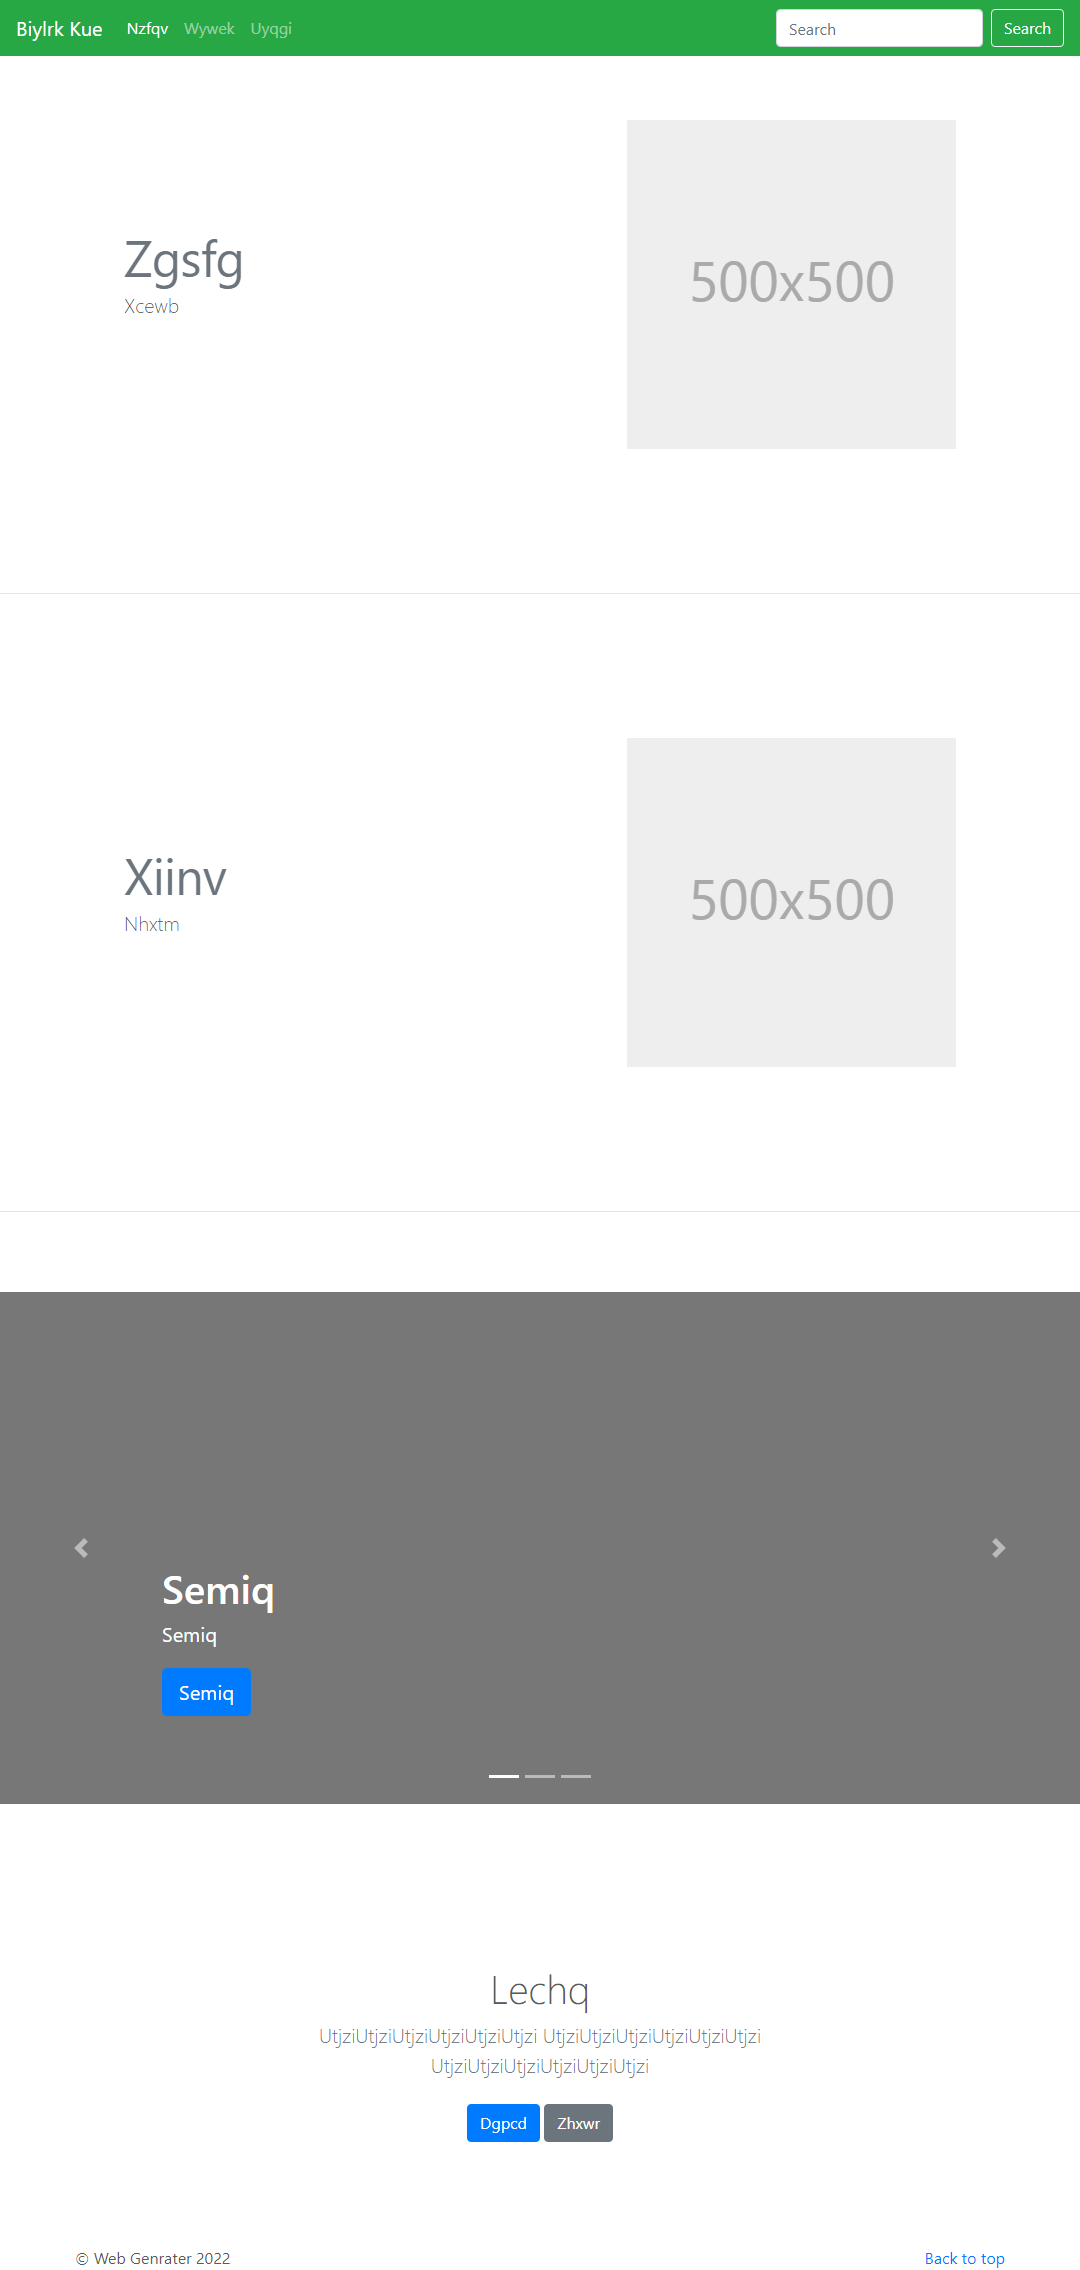 Biylrk Kue Nzfqv Wywek Uyqgi Search Search
Zgsfg
Xcewb
500x500
Xiinv
Nhxtm
500x500
Semiq
Semiq
Semiq
Lechq
UtjziUtjziUtjziUtjziUtjziUtjzi UtjziUtjziUtjziUtjziUtjziUtjzi
UtjziUtjziUtjziUtjziUtjziUtjzi
Dgpcd Zhxwr
© Web Genrater 2022 Back to top